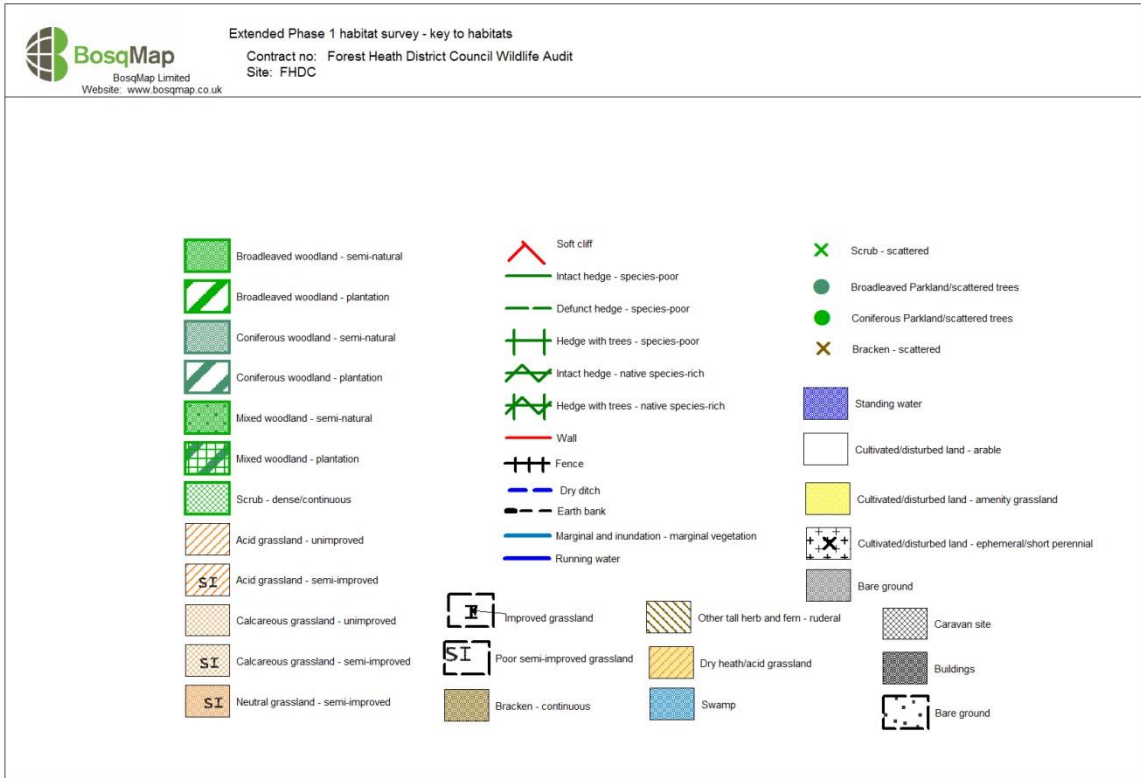 BosqMap
BosqMap Limited
Website: www.bosqmap.co.uk
Extended Phase 1 habitat survey - key to habitats
Contract no: Forest Heath District Council Wildlife Audit
Site: FHDC
Broadleaved woodland - semi-natural
Broadleaved woodland - plantation
Coniferous woodland - semi-natural
Coniferous woodland - plantation
Mixed woodland - semi-natural
Mixed woodland - plantation
Scrub - dense/continuous
Acid grassland - unimproved
SI Acid grassland - semi-improved
Calcareous grassland - unimproved
SI Calcareous grassland - semi-improved
SI Neutral grassland - semi-improved
Soft cliff
Intact hedge - species-poor
Defunct hedge - species-poor
Hedge with trees - species-poor
Intact hedge - native species-rich
Hedge with trees - native species-rich
Wall
Fence
Dry ditch
Earth bank
Marginal and inundation - marginal vegetation
Running water
I Improved grassland
SI Poor semi-improved grassland
Bracken - continuous
Other tall herb and fern - ruderal
Dry heath/acid grassland
Swamp
Scrub - scattered
Broadleaved Parkland/scattered trees
Coniferous Parkland/scattered trees
Bracken - scattered
Standing water
Cultivated/disturbed land - arable
Cultivated/disturbed land - amenity grassland
Cultivated/disturbed land - ephemeral/short perennial
Bare ground
Caravan site
Buildings
Bare ground